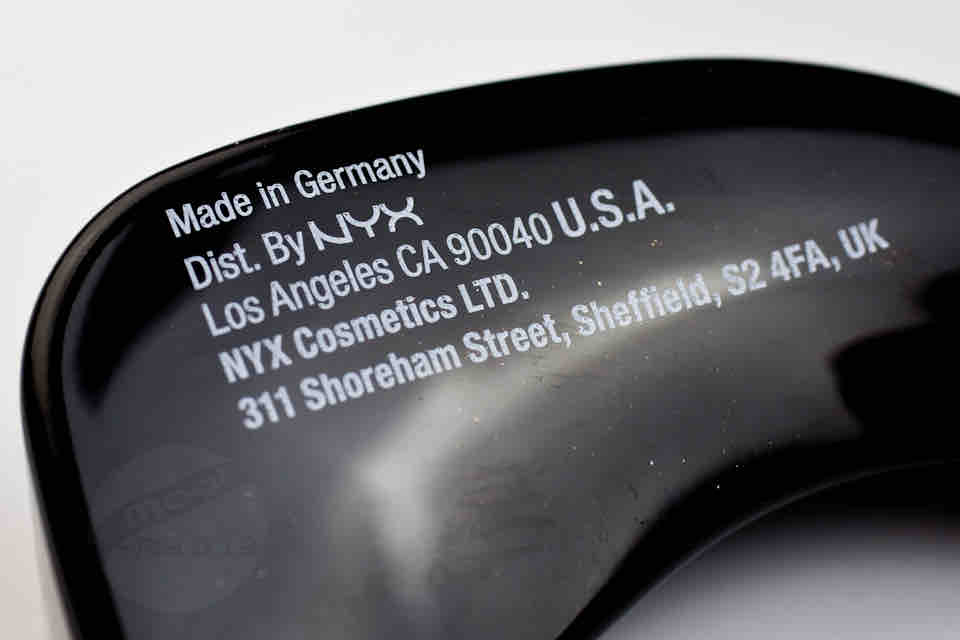 Made in Germany
Dist. By NYX
Los Angeles CA 90040 U.S.A.
NYX Cosmetics LTD.
311 Shoreham Street, Sheffield, S2 4FA, UK